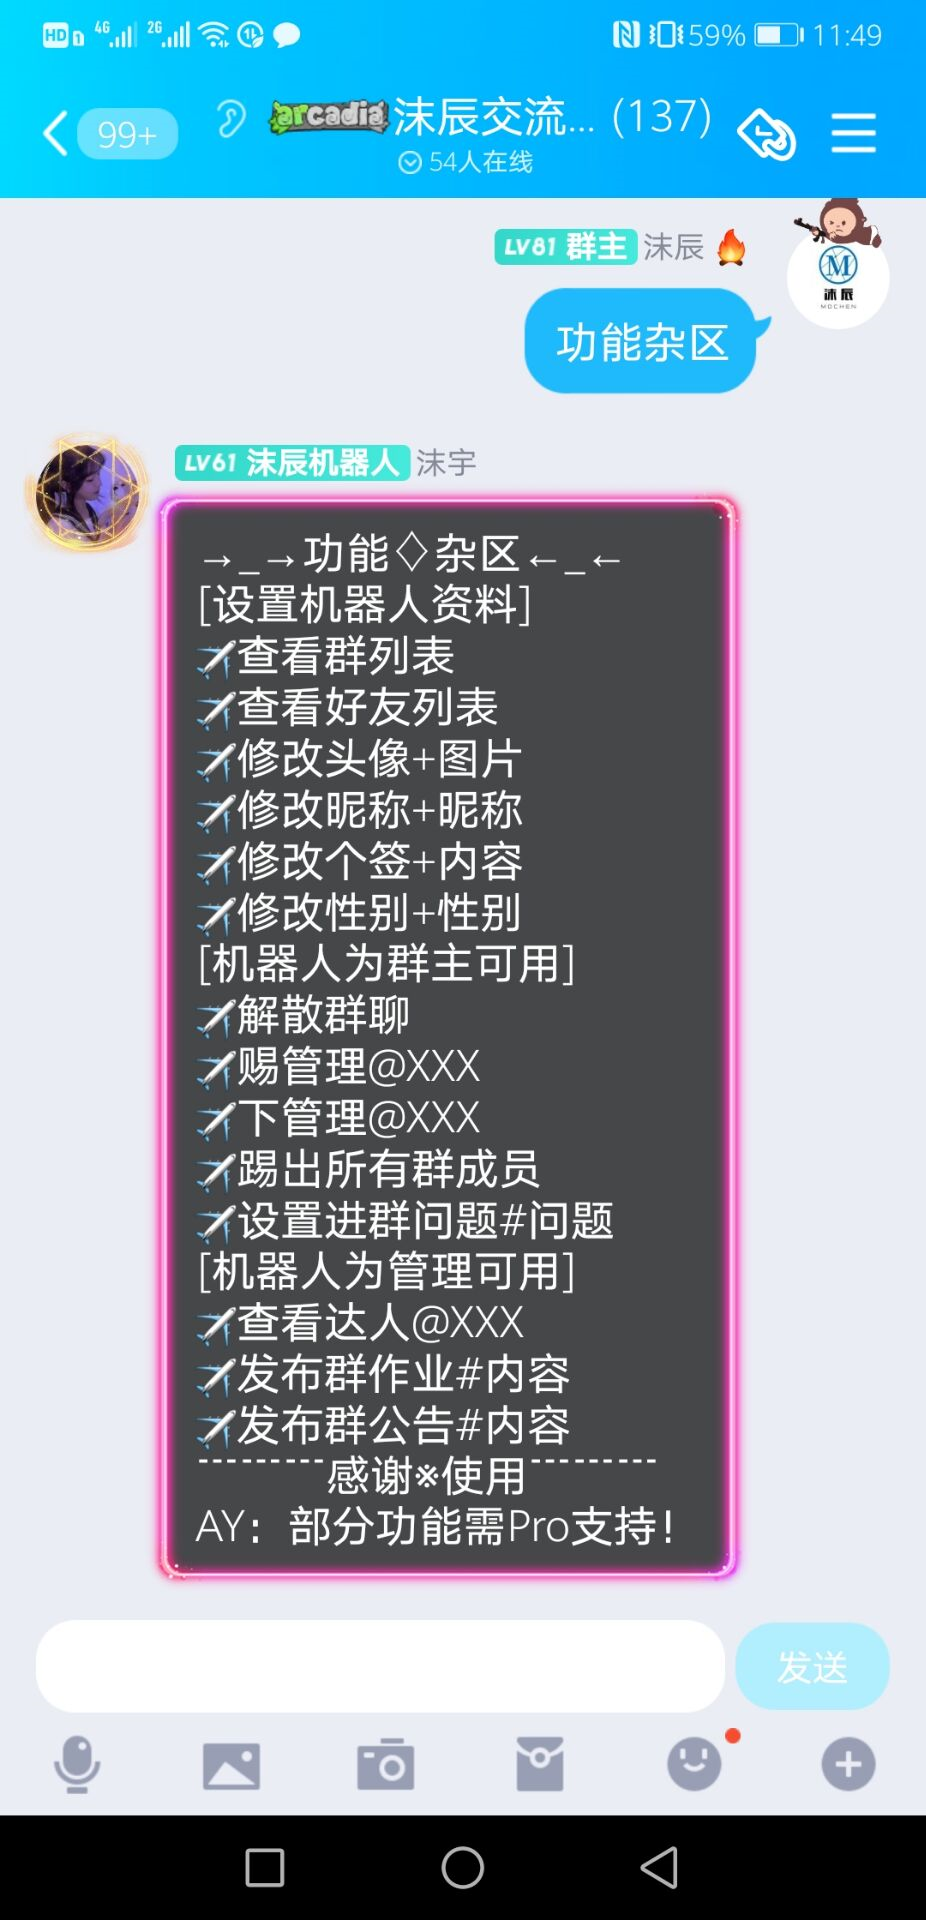 HD 1 4G 2G 59% 11:49
99+ arcadia 沫辰交流... (137)
54人在线
LV81 群主 沫辰🔥
M
沫辰
MOCHEN
功能杂区
LV61 沫辰机器人 沫宇
→_→功能♢杂区←_←
[设置机器人资料]
✈查看群列表
✈查看好友列表
✈修改头像+图片
✈修改昵称+昵称
✈修改个签+内容
✈修改性别+性别
[机器人为群主可用]
✈解散群聊
✈赐管理@XXX
✈下管理@XXX
✈踢出所有群成员
✈设置进群问题#问题
[机器人为管理可用]
✈查看达人@XXX
✈发布群作业#内容
✈发布群公告#内容
---------感谢※使用---------
AY：部分功能需Pro支持！
发送